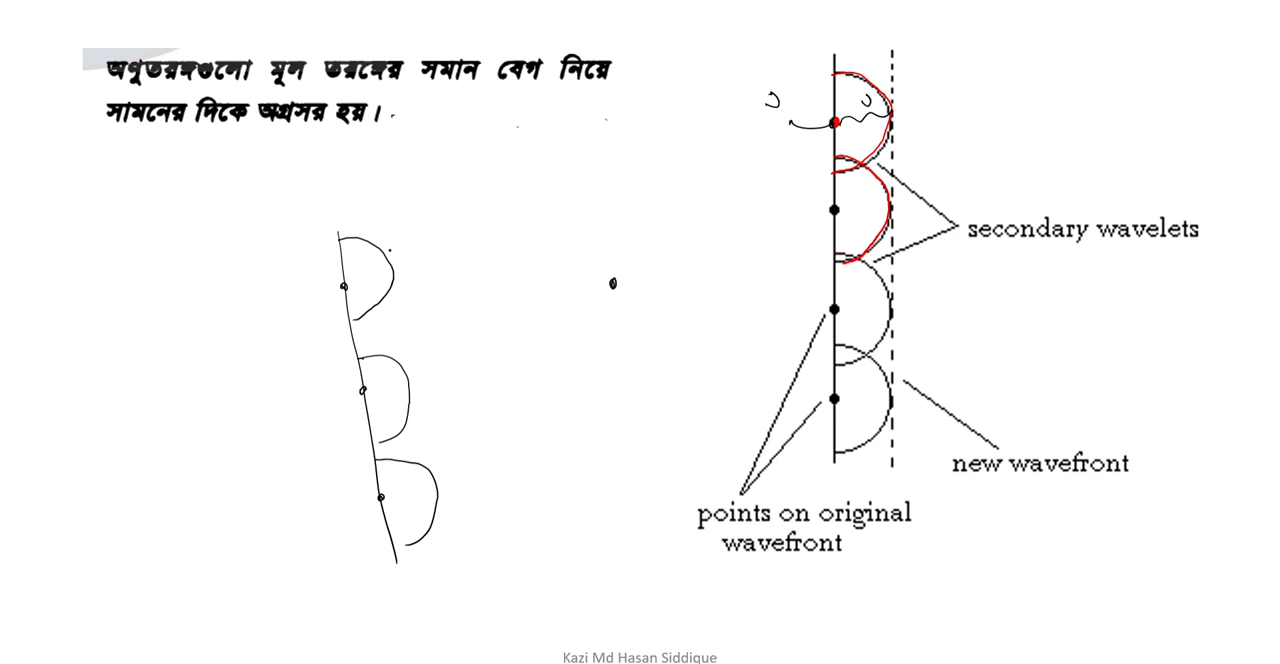 অণুতরঙ্গগুলো মূল তরঙ্গের সমান বেগ নিয়ে
সামনের দিকে অগ্রসর হয়।
υ
υ
secondary wavelets
new wavefront
points on original
wavefront
Kazi Md Hasan Siddique